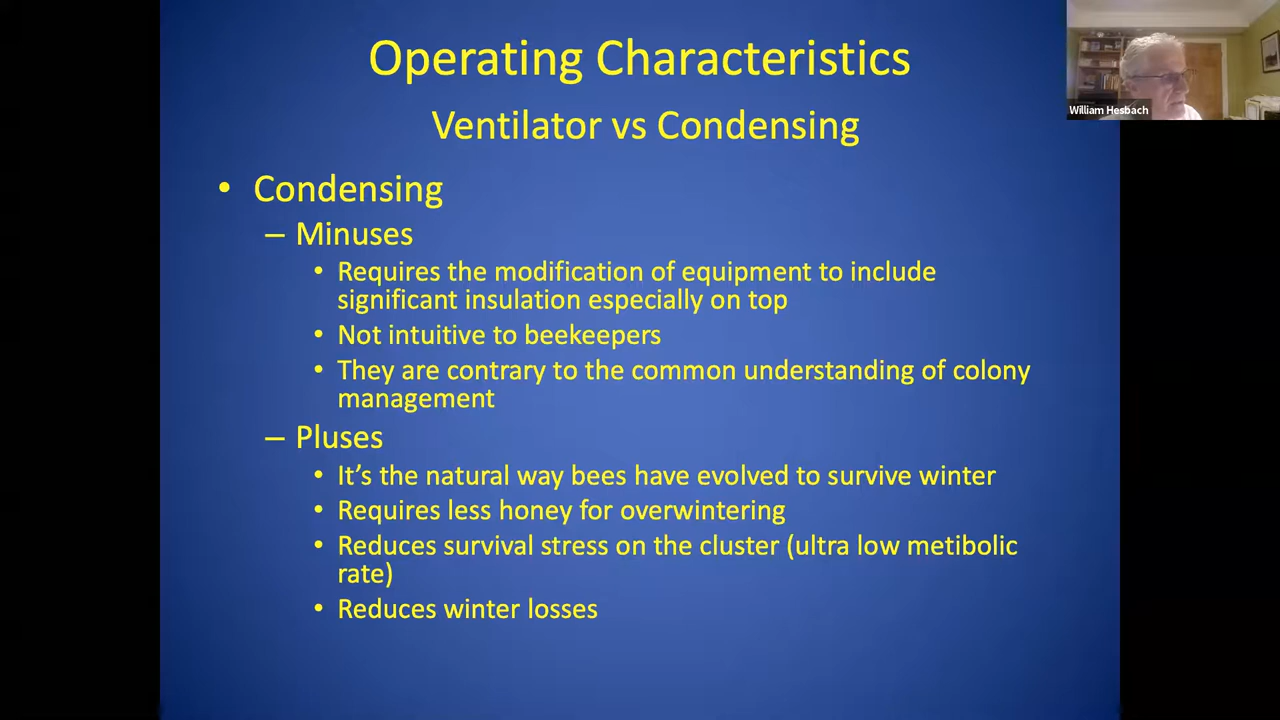 Operating Characteristics
Ventilator vs Condensing
• Condensing
– Minuses
• Requires the modification of equipment to include
significant insulation especially on top
• Not intuitive to beekeepers
• They are contrary to the common understanding of colony
management
– Pluses
• It’s the natural way bees have evolved to survive winter
• Requires less honey for overwintering
• Reduces survival stress on the cluster (ultra low metibolic
rate)
• Reduces winter losses
William Hesbach